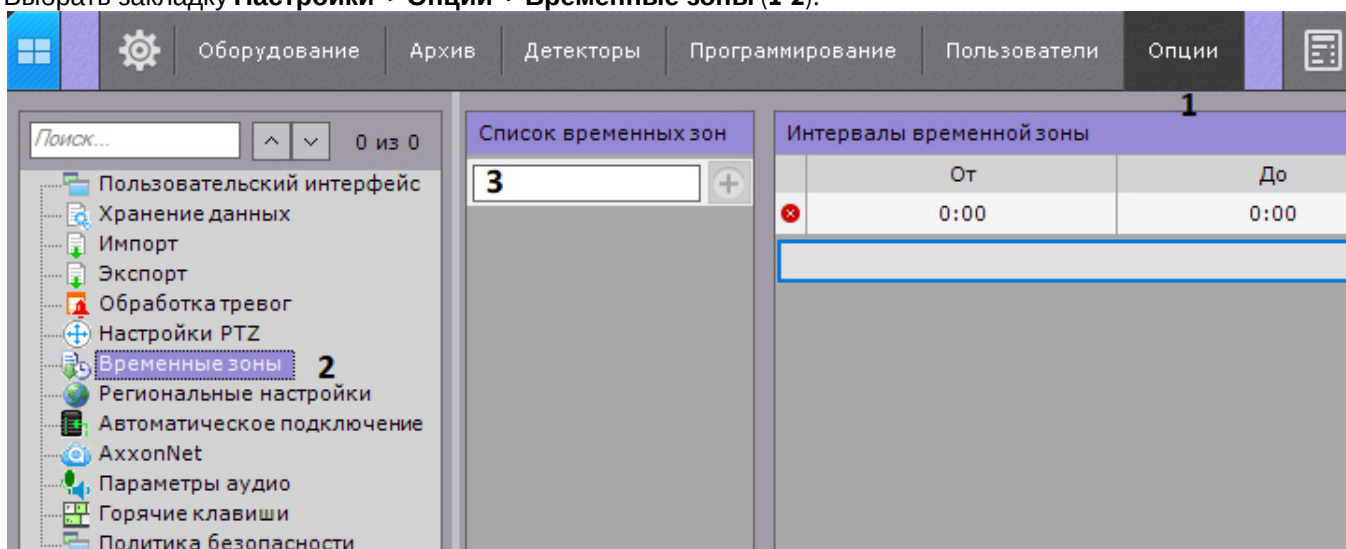 Выбрать закладку Настройки -> Опции -> Временные зоны (1-2).
Оборудование Архив Детекторы Программирование Пользователи Опции
1
Поиск... 0 из 0
Пользовательский интерфейс
Хранение данных
Импорт
Экспорт
Обработка тревог
Настройки PTZ
Временные зоны 2
Региональные настройки
Автоматическое подключение
AxxonNet
Параметры аудио
Горячие клавиши
Политика безопасности
Список временных зон
3
Интервалы временной зоны
От До
0:00 0:00